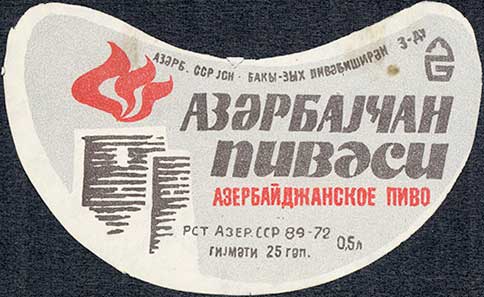 АЗӘРБ. ССР ЈСН · БАКЫ-ЗЫХ ПИВӘБИШИРӘН З-ДУ
АЗӘРБАЈҸАН
ПИВӘСИ
АЗЕРБАЙДЖАНСКОЕ ПИВО
РСТ АЗЕР.ССР 89-72
ГИЈМӘТИ 25 ГӘП.
0,5Л